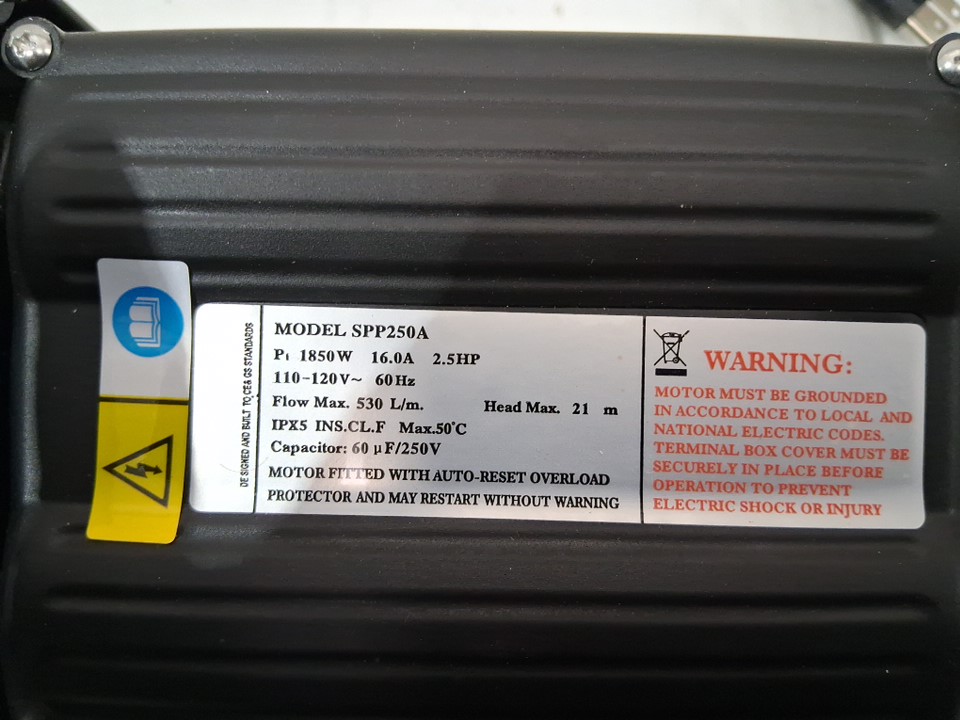 DE SIGNED AND BUILT TO CE& GS STANDARDS
MODEL SPP250A
P1 1850W 16.0A 2.5HP
110-120V~ 60Hz
Flow Max. 530 L/m. Head Max. 21 m
IPX5 INS.CL.F Max.50°C
Capacitor: 60 µF/250V
MOTOR FITTED WITH AUTO-RESET OVERLOAD
PROTECTOR AND MAY RESTART WITHOUT WARNING
WARNING:
MOTOR MUST BE GROUNDED
IN ACCORDANCE TO LOCAL AND
NATIONAL ELECTRIC CODES.
TERMINAL BOX COVER MUST BE
SECURELY IN PLACE BEFORE
OPERATION TO PREVENT
ELECTRIC SHOCK OR INJURY